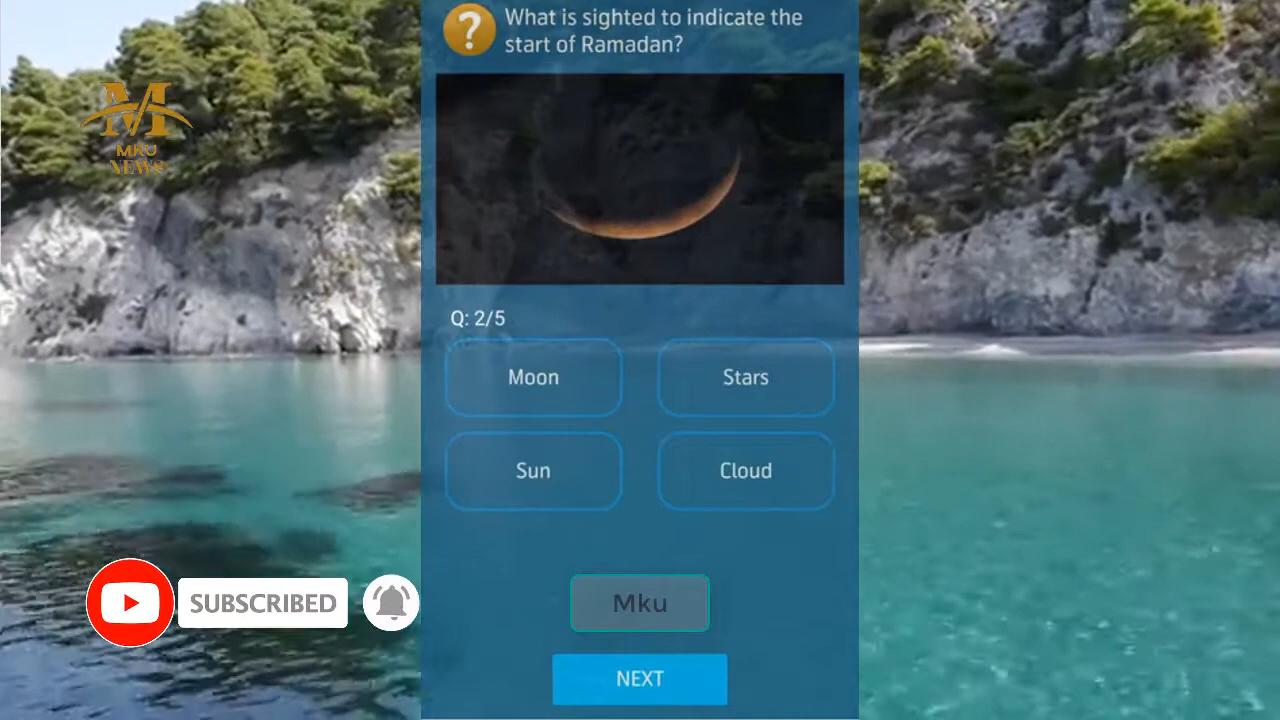 What is sighted to indicate the
start of Ramadan?
M
MKU
NEWS
Q: 2/5
Moon
Stars
Sun
Cloud
SUBSCRIBED
Mku
NEXT